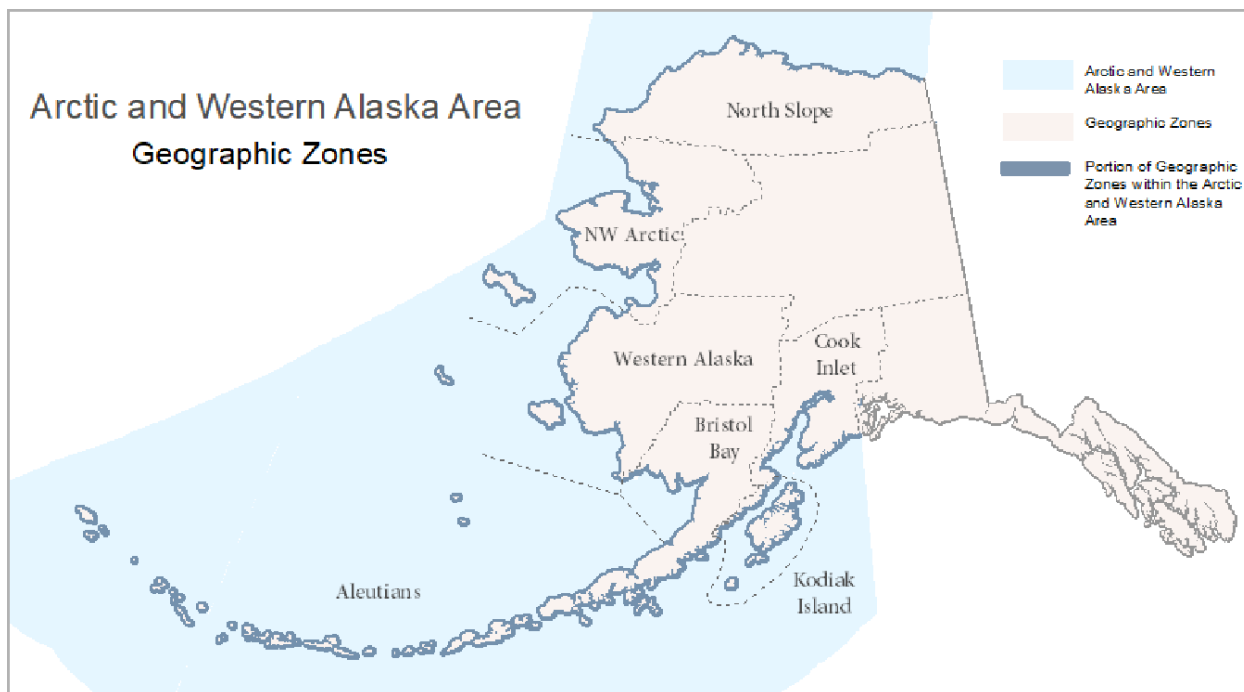 Arctic and Western Alaska Area
Geographic Zones
Arctic and Western
Alaska Area
Geographic Zones
Portion of Geographic
Zones within the Arctic
and Western Alaska
Area
North Slope
NW Arctic
Western Alaska
Cook
Inlet
Bristol
Bay
Aleutians
Kodiak
Island